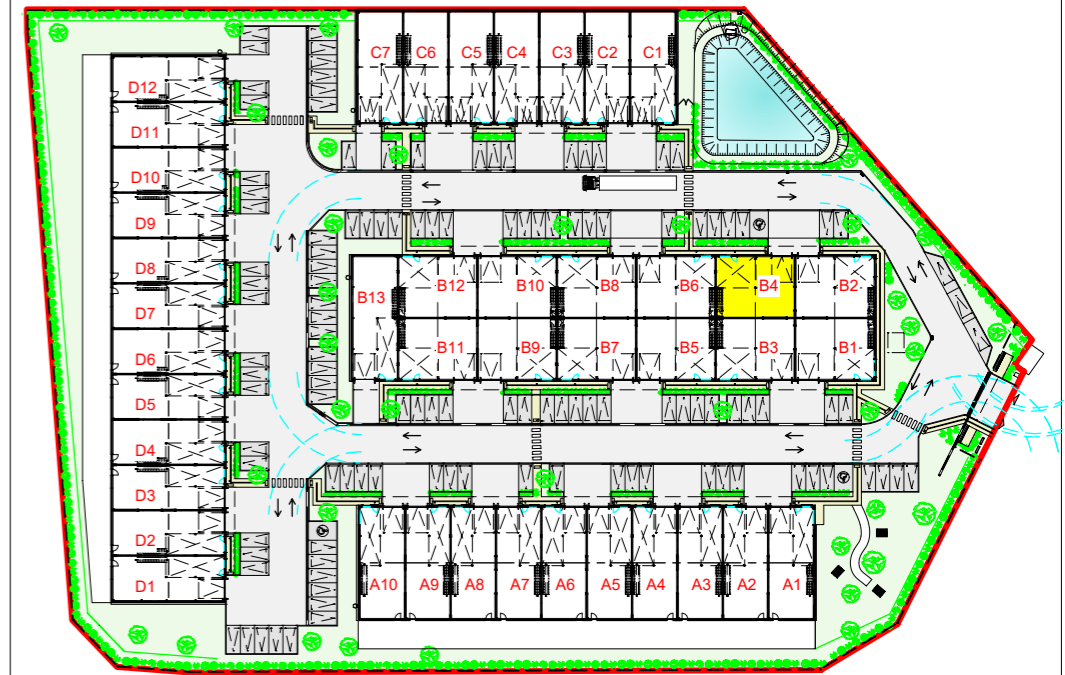 C7 C6 C5 C4 C3 C2 C1
D12
D11
D10
D9
D8
D7
D6
D5
D4
D3
D2
D1
B13 B12 B10 B8 B6 B4 B2
B11 B9 B7 B5 B3 B1
A10 A9 A8 A7 A6 A5 A4 A3 A2 A1